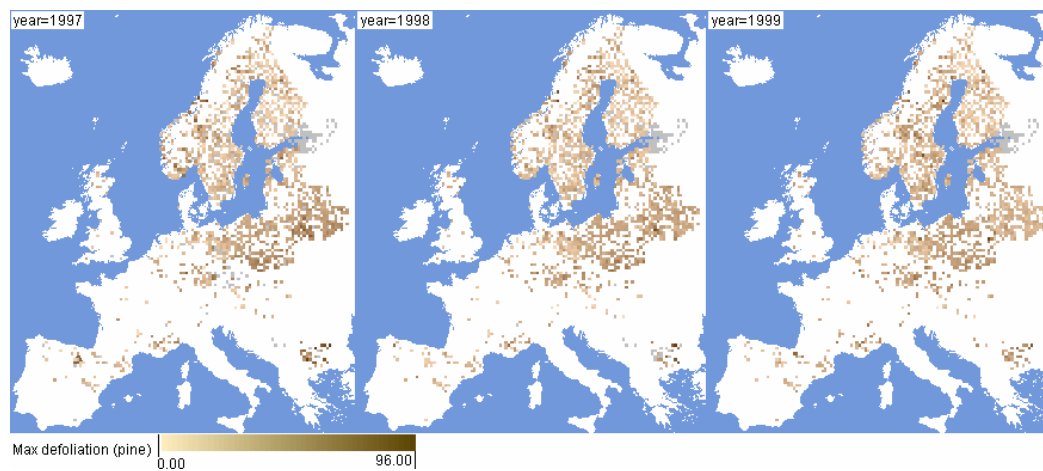 year=1997
year=1998
year=1999
Max defoliation (pine)
0.00
96.00